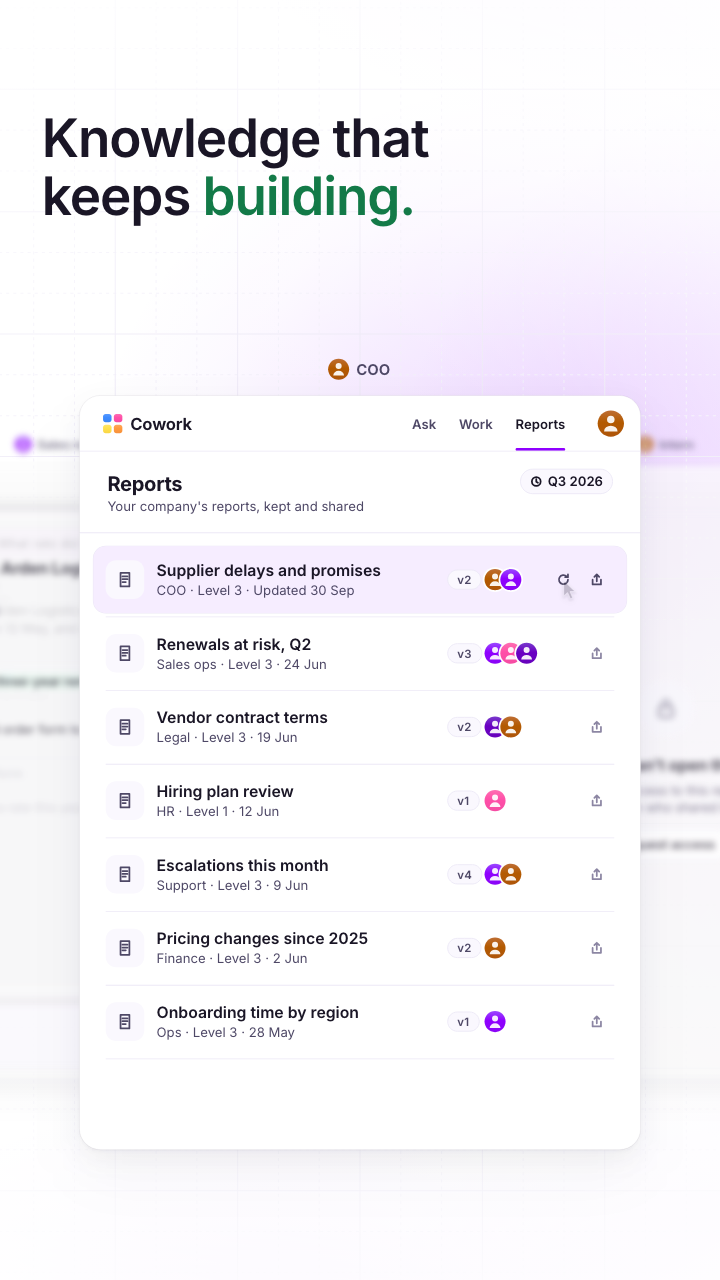 Knowledge that
keeps building.
COO
Cowork
Ask
Work
Reports
Reports
Q3 2026
Your company's reports, kept and shared
Supplier delays and promises
v2
COO · Level 3 · Updated 30 Sep
Renewals at risk, Q2
v3
Sales ops · Level 3 · 24 Jun
Vendor contract terms
v2
Legal · Level 3 · 19 Jun
Hiring plan review
v1
HR · Level 1 · 12 Jun
Escalations this month
v4
Support · Level 3 · 9 Jun
Pricing changes since 2025
v2
Finance · Level 3 · 2 Jun
Onboarding time by region
v1
Ops · Level 3 · 28 May